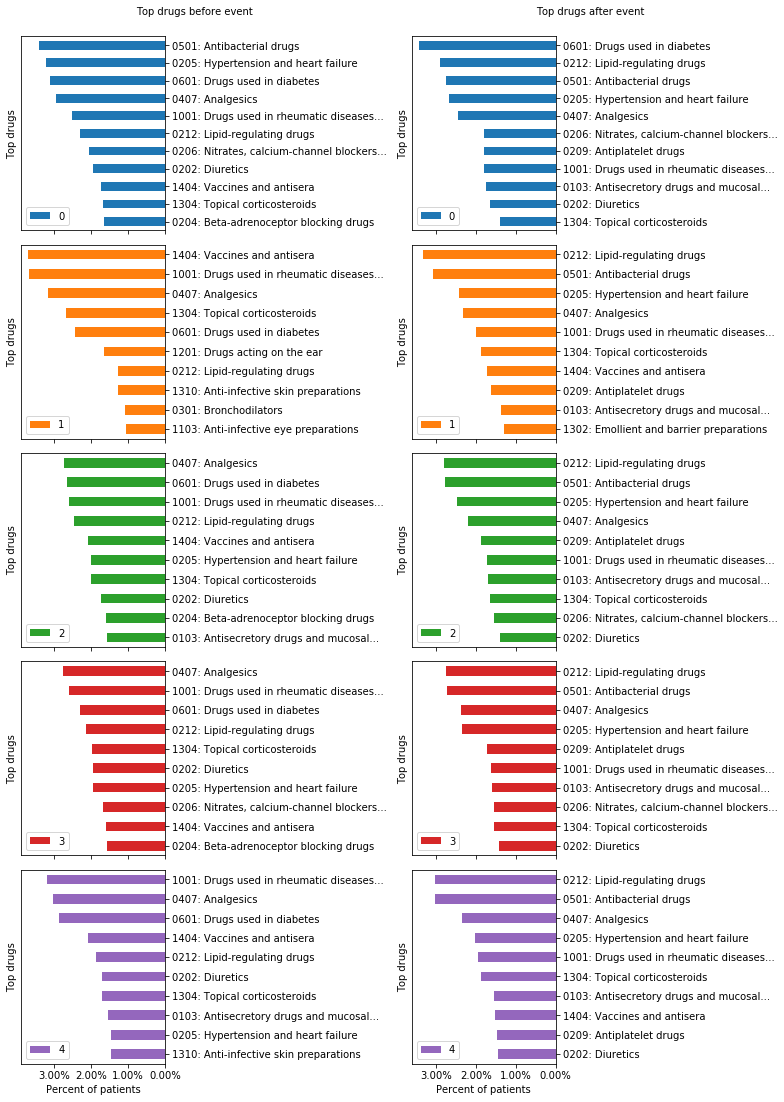 Top drugs before event
Top drugs after event
Top drugs
0501: Antibacterial drugs
0205: Hypertension and heart failure
0601: Drugs used in diabetes
0407: Analgesics
1001: Drugs used in rheumatic diseases...
0212: Lipid-regulating drugs
0206: Nitrates, calcium-channel blockers...
0202: Diuretics
1404: Vaccines and antisera
1304: Topical corticosteroids
0204: Beta-adrenoceptor blocking drugs
0
Top drugs
0601: Drugs used in diabetes
0212: Lipid-regulating drugs
0501: Antibacterial drugs
0205: Hypertension and heart failure
0407: Analgesics
0206: Nitrates, calcium-channel blockers...
0209: Antiplatelet drugs
1001: Drugs used in rheumatic diseases...
0103: Antisecretory drugs and mucosal...
0202: Diuretics
1304: Topical corticosteroids
0
Top drugs
1404: Vaccines and antisera
1001: Drugs used in rheumatic diseases...
0407: Analgesics
1304: Topical corticosteroids
0601: Drugs used in diabetes
1201: Drugs acting on the ear
0212: Lipid-regulating drugs
1310: Anti-infective skin preparations
0301: Bronchodilators
1103: Anti-infective eye preparations
1
Top drugs
0212: Lipid-regulating drugs
0501: Antibacterial drugs
0205: Hypertension and heart failure
0407: Analgesics
1001: Drugs used in rheumatic diseases...
1304: Topical corticosteroids
1404: Vaccines and antisera
0209: Antiplatelet drugs
0103: Antisecretory drugs and mucosal...
1302: Emollient and barrier preparations
1
Top drugs
0407: Analgesics
0601: Drugs used in diabetes
1001: Drugs used in rheumatic diseases...
0212: Lipid-regulating drugs
1404: Vaccines and antisera
0205: Hypertension and heart failure
1304: Topical corticosteroids
0202: Diuretics
0204: Beta-adrenoceptor blocking drugs
0103: Antisecretory drugs and mucosal...
2
Top drugs
0212: Lipid-regulating drugs
0501: Antibacterial drugs
0205: Hypertension and heart failure
0407: Analgesics
0209: Antiplatelet drugs
1001: Drugs used in rheumatic diseases...
0103: Antisecretory drugs and mucosal...
1304: Topical corticosteroids
0206: Nitrates, calcium-channel blockers...
0202: Diuretics
2
Top drugs
0407: Analgesics
1001: Drugs used in rheumatic diseases...
0601: Drugs used in diabetes
0212: Lipid-regulating drugs
1304: Topical corticosteroids
0202: Diuretics
0205: Hypertension and heart failure
0206: Nitrates, calcium-channel blockers...
1404: Vaccines and antisera
0204: Beta-adrenoceptor blocking drugs
3
Top drugs
0212: Lipid-regulating drugs
0501: Antibacterial drugs
0407: Analgesics
0205: Hypertension and heart failure
0209: Antiplatelet drugs
1001: Drugs used in rheumatic diseases...
0103: Antisecretory drugs and mucosal...
0206: Nitrates, calcium-channel blockers...
1304: Topical corticosteroids
0202: Diuretics
3
Top drugs
1001: Drugs used in rheumatic diseases...
0407: Analgesics
0601: Drugs used in diabetes
1404: Vaccines and antisera
0212: Lipid-regulating drugs
0202: Diuretics
1304: Topical corticosteroids
0103: Antisecretory drugs and mucosal...
0205: Hypertension and heart failure
1310: Anti-infective skin preparations
4
3.00% 2.00% 1.00% 0.00%
Percent of patients
Top drugs
0212: Lipid-regulating drugs
0501: Antibacterial drugs
0407: Analgesics
0205: Hypertension and heart failure
1001: Drugs used in rheumatic diseases...
1304: Topical corticosteroids
0103: Antisecretory drugs and mucosal...
1404: Vaccines and antisera
0209: Antiplatelet drugs
0202: Diuretics
4
3.00% 2.00% 1.00% 0.00%
Percent of patients